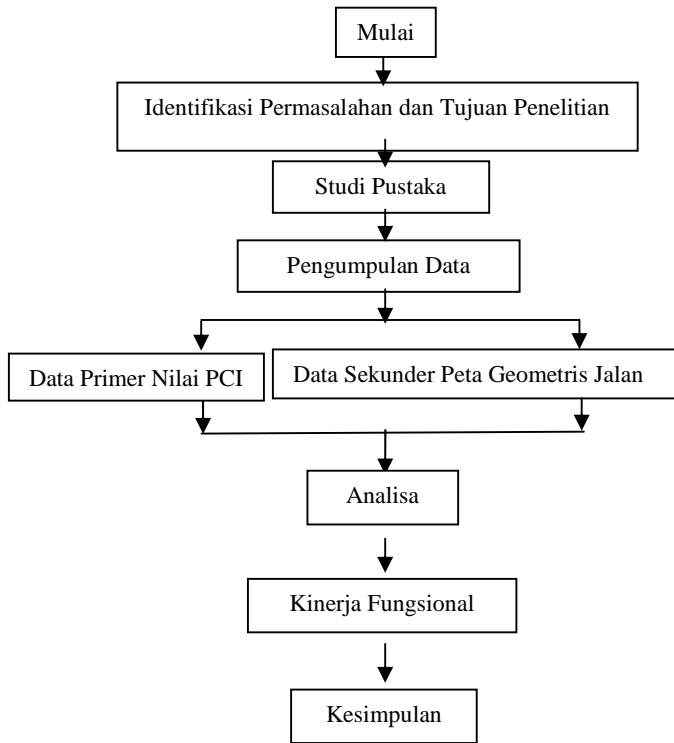 Mulai
Identifikasi Permasalahan dan Tujuan Penelitian
Studi Pustaka
Pengumpulan Data
Data Primer Nilai PCI
Data Sekunder Peta Geometris Jalan
Analisa
Kinerja Fungsional
Kesimpulan